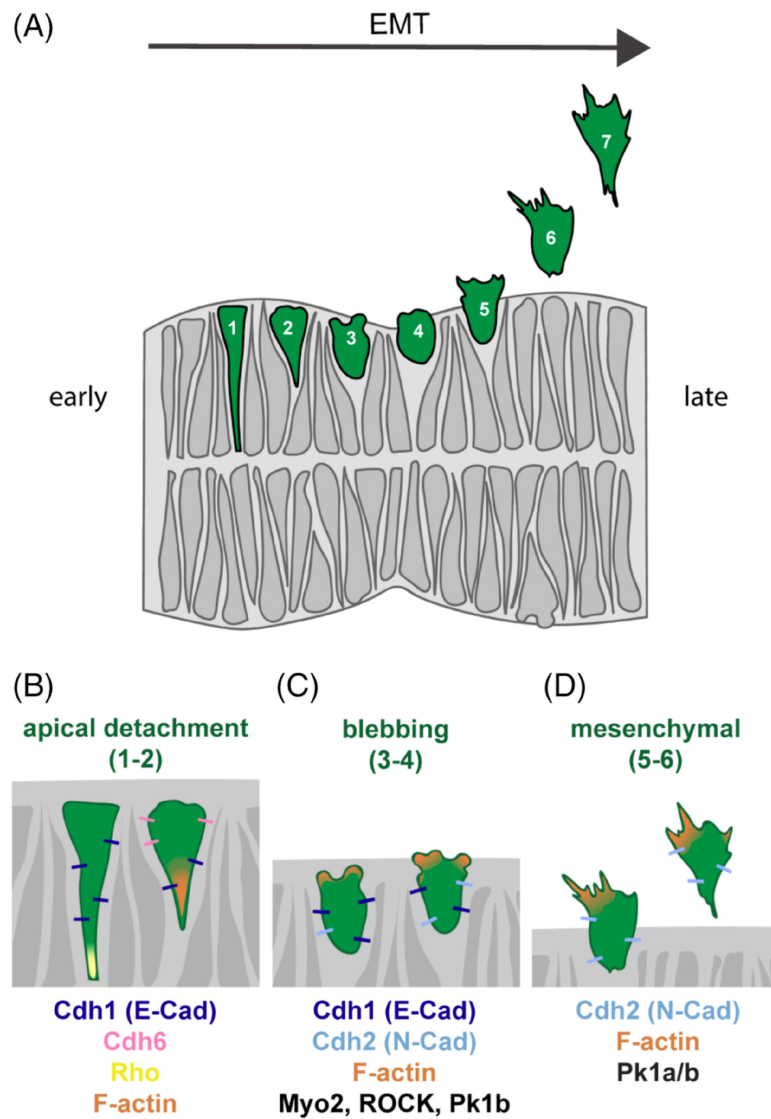 (A)
EMT
7
6
5
1
2
3
4
early
late
(B)
apical detachment
(1-2)
Cdh1 (E-Cad)
Cdh6
Rho
F-actin
(C)
blebbing
(3-4)
Cdh1 (E-Cad)
Cdh2 (N-Cad)
F-actin
Myo2, ROCK, Pk1b
(D)
mesenchymal
(5-6)
Cdh2 (N-Cad)
F-actin
Pk1a/b